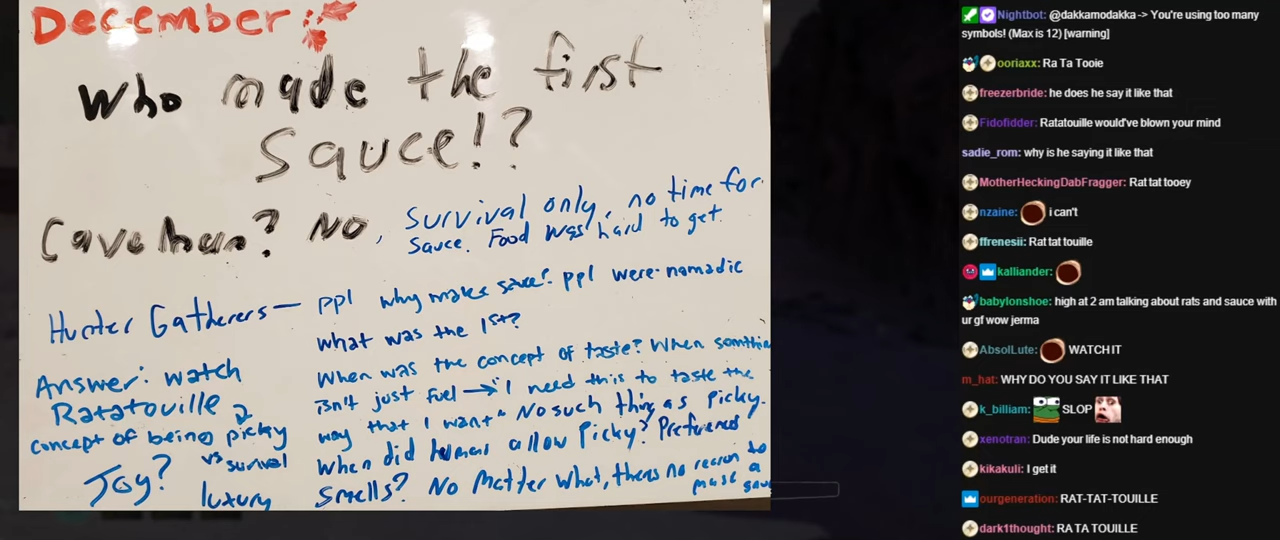 December:
Who made the first
Sauce!?
Caveman? No, Survival only, no time for
sauce. Food was hard to get
Hunter Gatherers — ppl why make sauce? ppl were nomadic
What was the 1st?
When was the concept of taste? When somthin
isn't just fuel → "I need this to taste the
way that I want" No such thing as Picky.
When did humans allow Picky? Preferenes
Smells? No Matter What, theres no reason to
make a sauc
Answer: watch
Ratatouille 2
concept of being picky
vs survival
Joy?
luxury
Nightbot: @dakkamodakka -> You're using too many
symbols! (Max is 12) [warning]
ooriaxx: Ra Ta Tooie
freezerbride: he does he say it like that
Fidofidder: Ratatouille would've blown your mind
sadie_rom: why is he saying it like that
MotherHeckingDabFragger: Rat tat tooey
nzaine: i can't
ffrenesii: Rat tat touille
kalliander:
babylonshoe: high at 2 am talking about rats and sauce with
ur gf wow jerma
AbsolLute: WATCH IT
m_hat: WHY DO YOU SAY IT LIKE THAT
k_billiam: SLOP
xenotran: Dude your life is not hard enough
kikakuli: I get it
ourgeneration: RAT-TAT-TOUILLE
dark1thought: RA TA TOUILLE